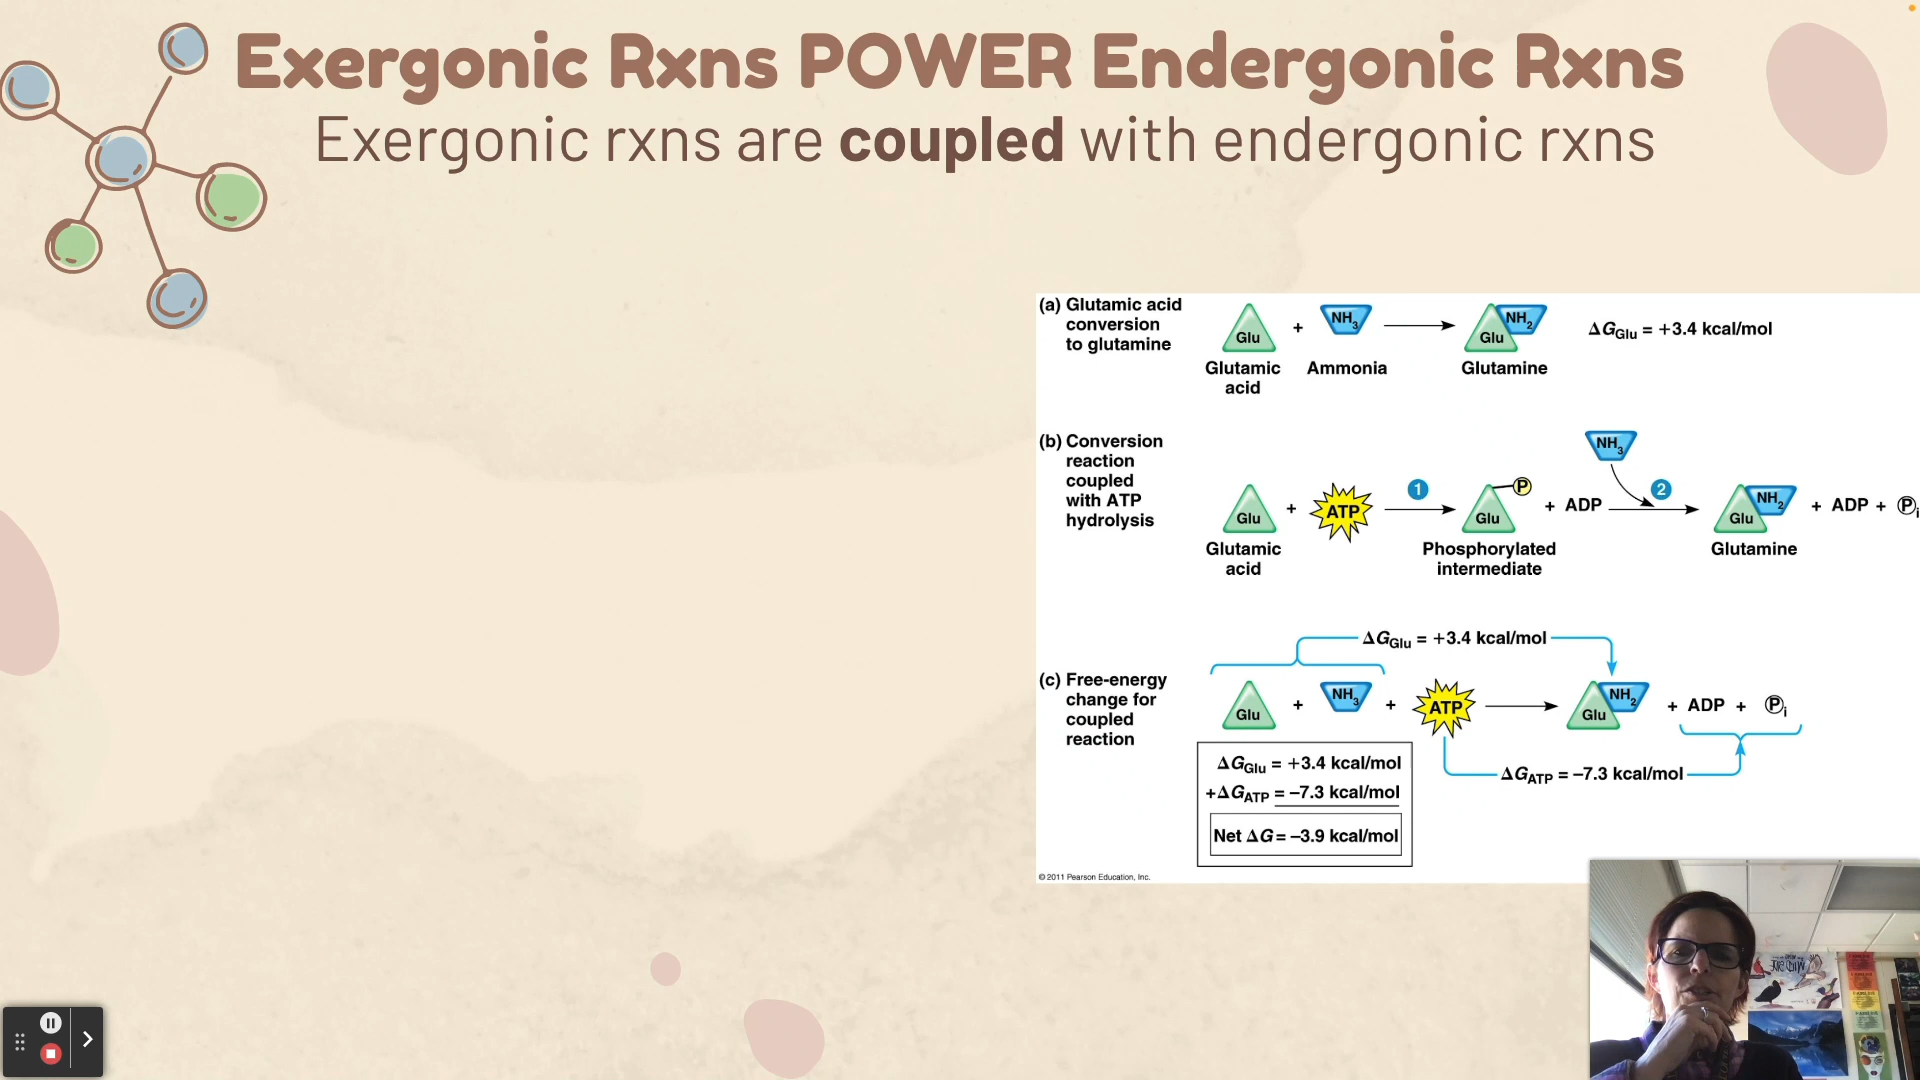 Exergonic Rxns POWER Endergonic Rxns
Exergonic rxns are coupled with endergonic rxns
(a) Glutamic acid
conversion
to glutamine
Glu
+
NH3
Glu
NH2
ΔGGlu = +3.4 kcal/mol
Glutamic
acid
Ammonia
Glutamine
(b) Conversion
reaction
coupled
with ATP
hydrolysis
NH3
Glu
+
ATP
1
P
Glu
+ ADP
2
Glu
NH2
+ ADP + Pi
Glutamic
acid
Phosphorylated
intermediate
Glutamine
ΔGGlu = +3.4 kcal/mol
(c) Free-energy
change for
coupled
reaction
Glu
+
NH3
+
ATP
Glu
NH2
+ ADP + Pi
ΔGGlu = +3.4 kcal/mol
+ΔGATP = –7.3 kcal/mol
Net ΔG = –3.9 kcal/mol
ΔGATP = –7.3 kcal/mol
© 2011 Pearson Education, Inc.